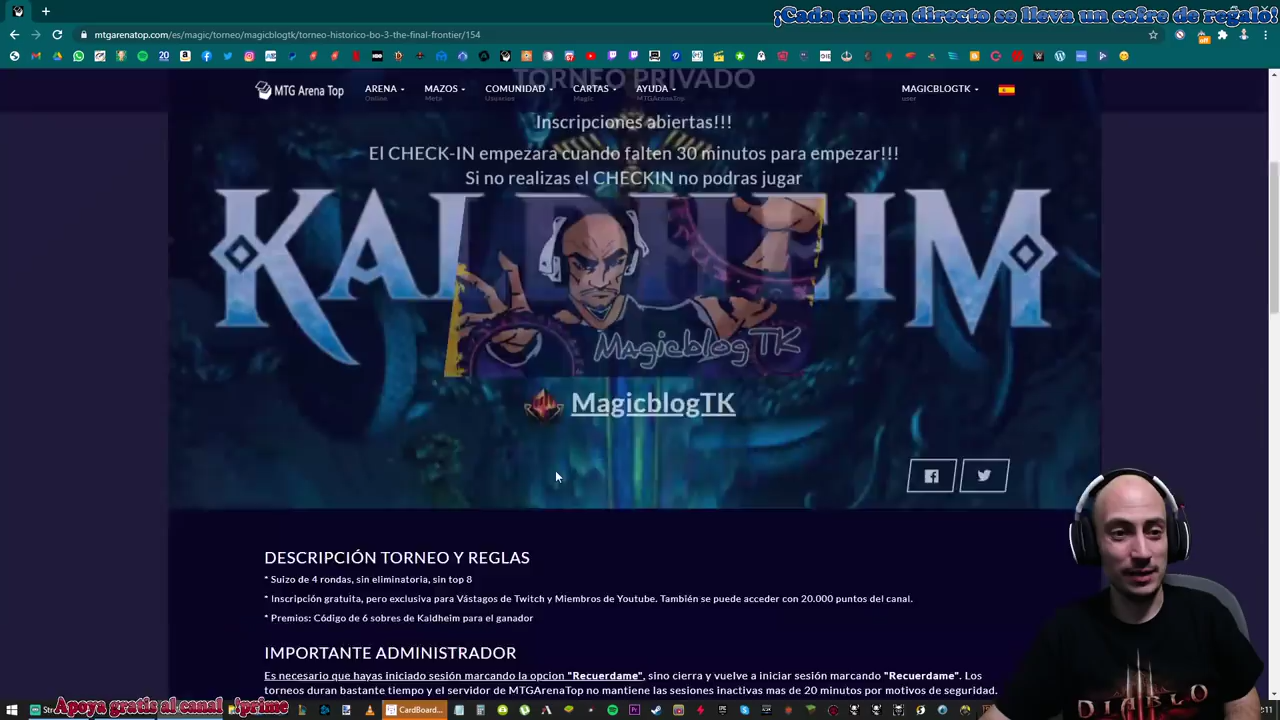 ¡Cada sub en directo se lleva un cofre de regalo!
mtgarenatop.com/es/magic/torneo/magicblogtk/torneo-historico-bo-3-the-final-frontier/154
TORNEO PRIVADO
MTG Arena Top
ARENA
Online
MAZOS
Meta
COMUNIDAD
Usuarios
CARTAS
Magic
AYUDA
MTGArenaTop
MAGICBLOGTK
user
Inscripciones abiertas!!!
El CHECK-IN empezara cuando falten 30 minutos para empezar!!!
Si no realizas el CHECKIN no podras jugar
KALDHEIM
MagicblogTK
MagicblogTK
DESCRIPCIÓN TORNEO Y REGLAS
* Suizo de 4 rondas, sin eliminatoria, sin top 8
* Inscripción gratuita, pero exclusiva para Vástagos de Twitch y Miembros de Youtube. También se puede acceder con 20.000 puntos del canal.
* Premios: Código de 6 sobres de Kaldheim para el ganador
IMPORTANTE ADMINISTRADOR
Es necesario que hayas iniciado sesión marcando la opcion "Recuerdame", sino cierra y vuelve a iniciar sesión marcando "Recuerdame". Los
torneos duran bastante tiempo y el servidor de MTGArenaTop no mantiene las sesiones inactivas mas de 20 minutos por motivos de seguridad.
DIABLO
Apoya gratis al canal !prime
CardBoard...